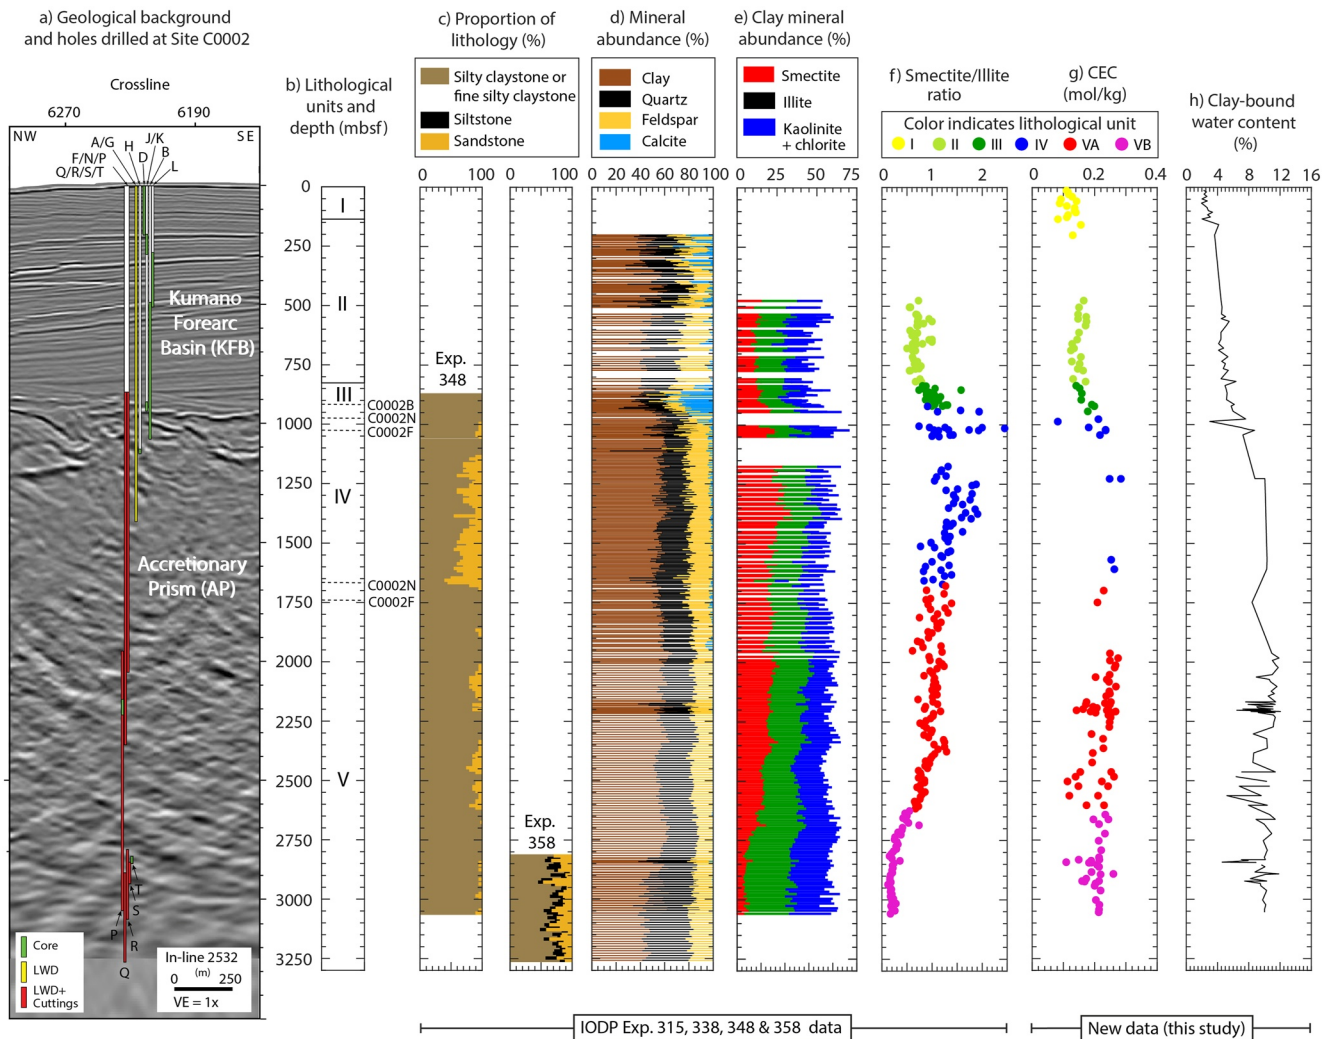 a) Geological background
and holes drilled at Site C0002
Crossline
6270
6190
NW
SE
A/G
H
J/K
F/N/P
D
B
Q/R/S/T
L
Kumano
Forearc
Basin (KFB)
Accretionary
Prism (AP)
T
S
P
R
Q
Core
LWD
LWD+
Cuttings
In-line 2532
0 (m) 250
VE = 1x
b) Lithological
units and
depth (mbsf)
0
250
500
750
1000
1250
1500
1750
2000
2250
2500
2750
3000
3250
I
II
III
IV
V
C0002B
C0002N
C0002F
C0002N
C0002F
c) Proportion of
lithology (%)
Silty claystone or
fine silty claystone
Siltstone
Sandstone
0 100
0 100
Exp.
348
Exp.
358
d) Mineral
abundance (%)
Clay
Quartz
Feldspar
Calcite
0 20 40 60 80 100
e) Clay mineral
abundance (%)
Smectite
Illite
Kaolinite
+ chlorite
0 25 50 75
f) Smectite/Illite
ratio
g) CEC
(mol/kg)
Color indicates lithological unit
I II III IV VA VB
0 1 2
0 0.2 0.4
h) Clay-bound
water content
(%)
0 4 8 12 16
IODP Exp. 315, 338, 348 & 358 data
New data (this study)